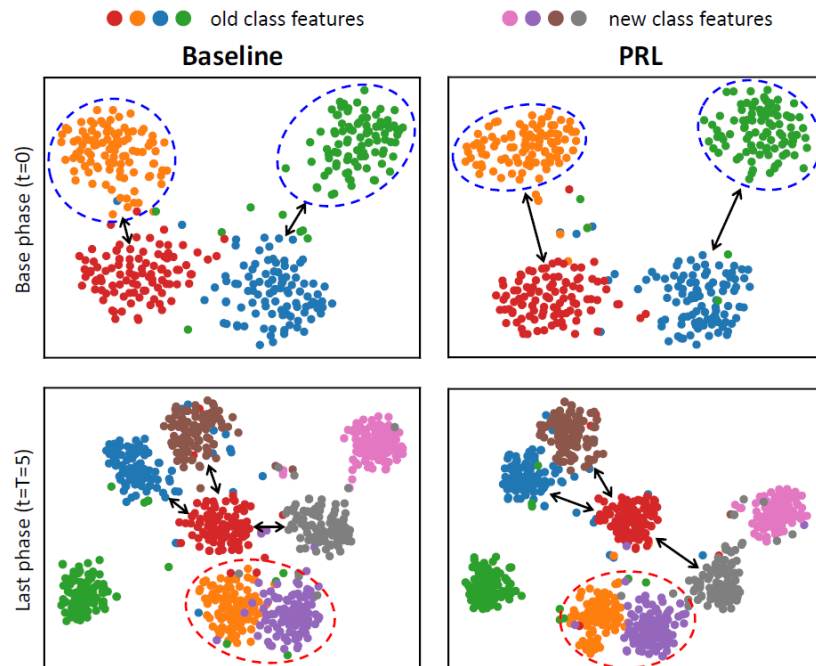 old class features
new class features
Baseline
PRL
Base phase (t=0)
Last phase (t=T=5)